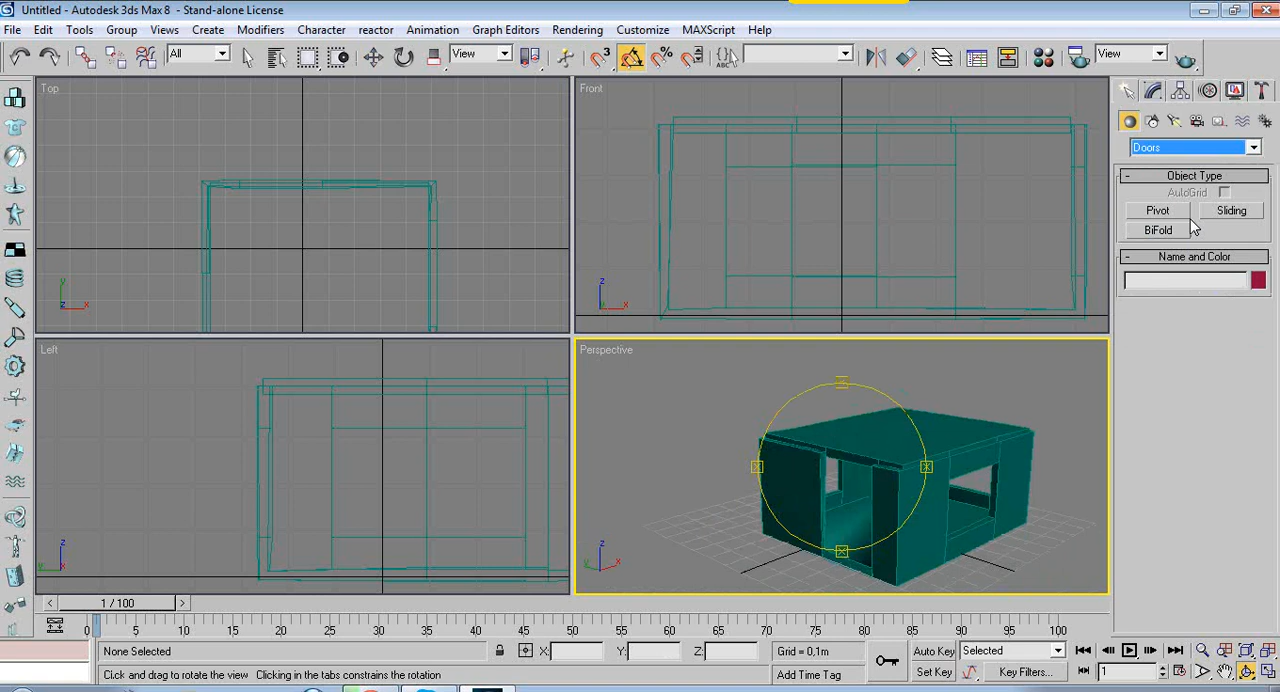 Untitled - Autodesk 3ds Max 8 - Stand-alone License
File Edit Tools Group Views Create Modifiers Character reactor Animation Graph Editors Rendering Customize MAXScript Help
All View View
Top
Front
Left
Perspective
Doors
- Object Type
AutoGrid
Pivot Sliding
BiFold
- Name and Color
1 / 100
0 5 10 15 20 25 30 35 40 45 50 55 60 65 70 75 80 85 90 95 100
None Selected X: Y: Z: Grid = 0,1m Auto Key Selected
Click and drag to rotate the view Clicking in the tabs constrains the rotation Add Time Tag Set Key Key Filters... 1